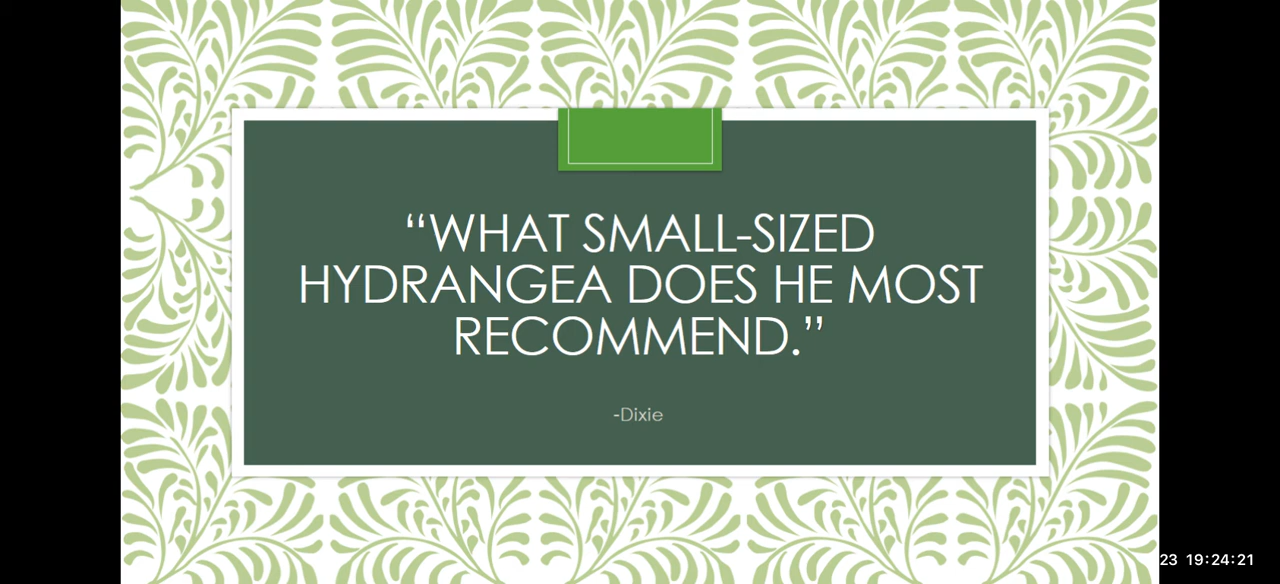 “WHAT SMALL-SIZED
HYDRANGEA DOES HE MOST
RECOMMEND.”
-Dixie
23 19:24:21